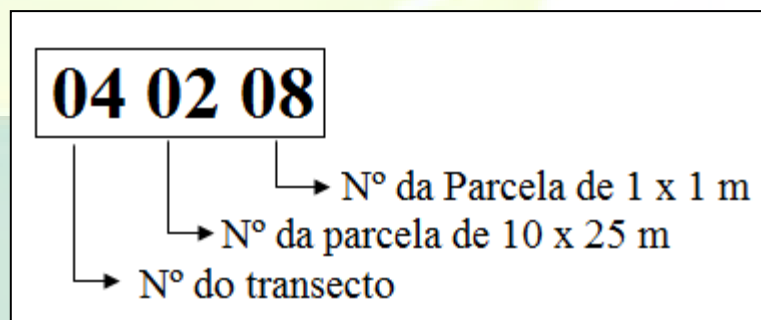 04 02 08
Nº da Parcela de 1 x 1 m
Nº da parcela de 10 x 25 m
Nº do transecto